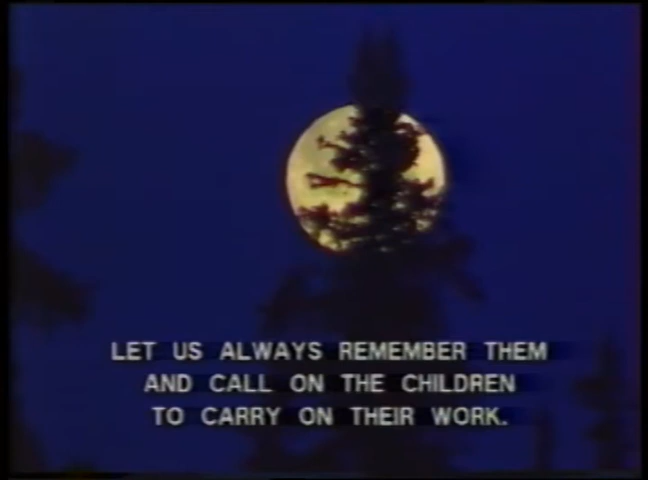 LET US ALWAYS REMEMBER THEM
AND CALL ON THE CHILDREN
TO CARRY ON THEIR WORK.